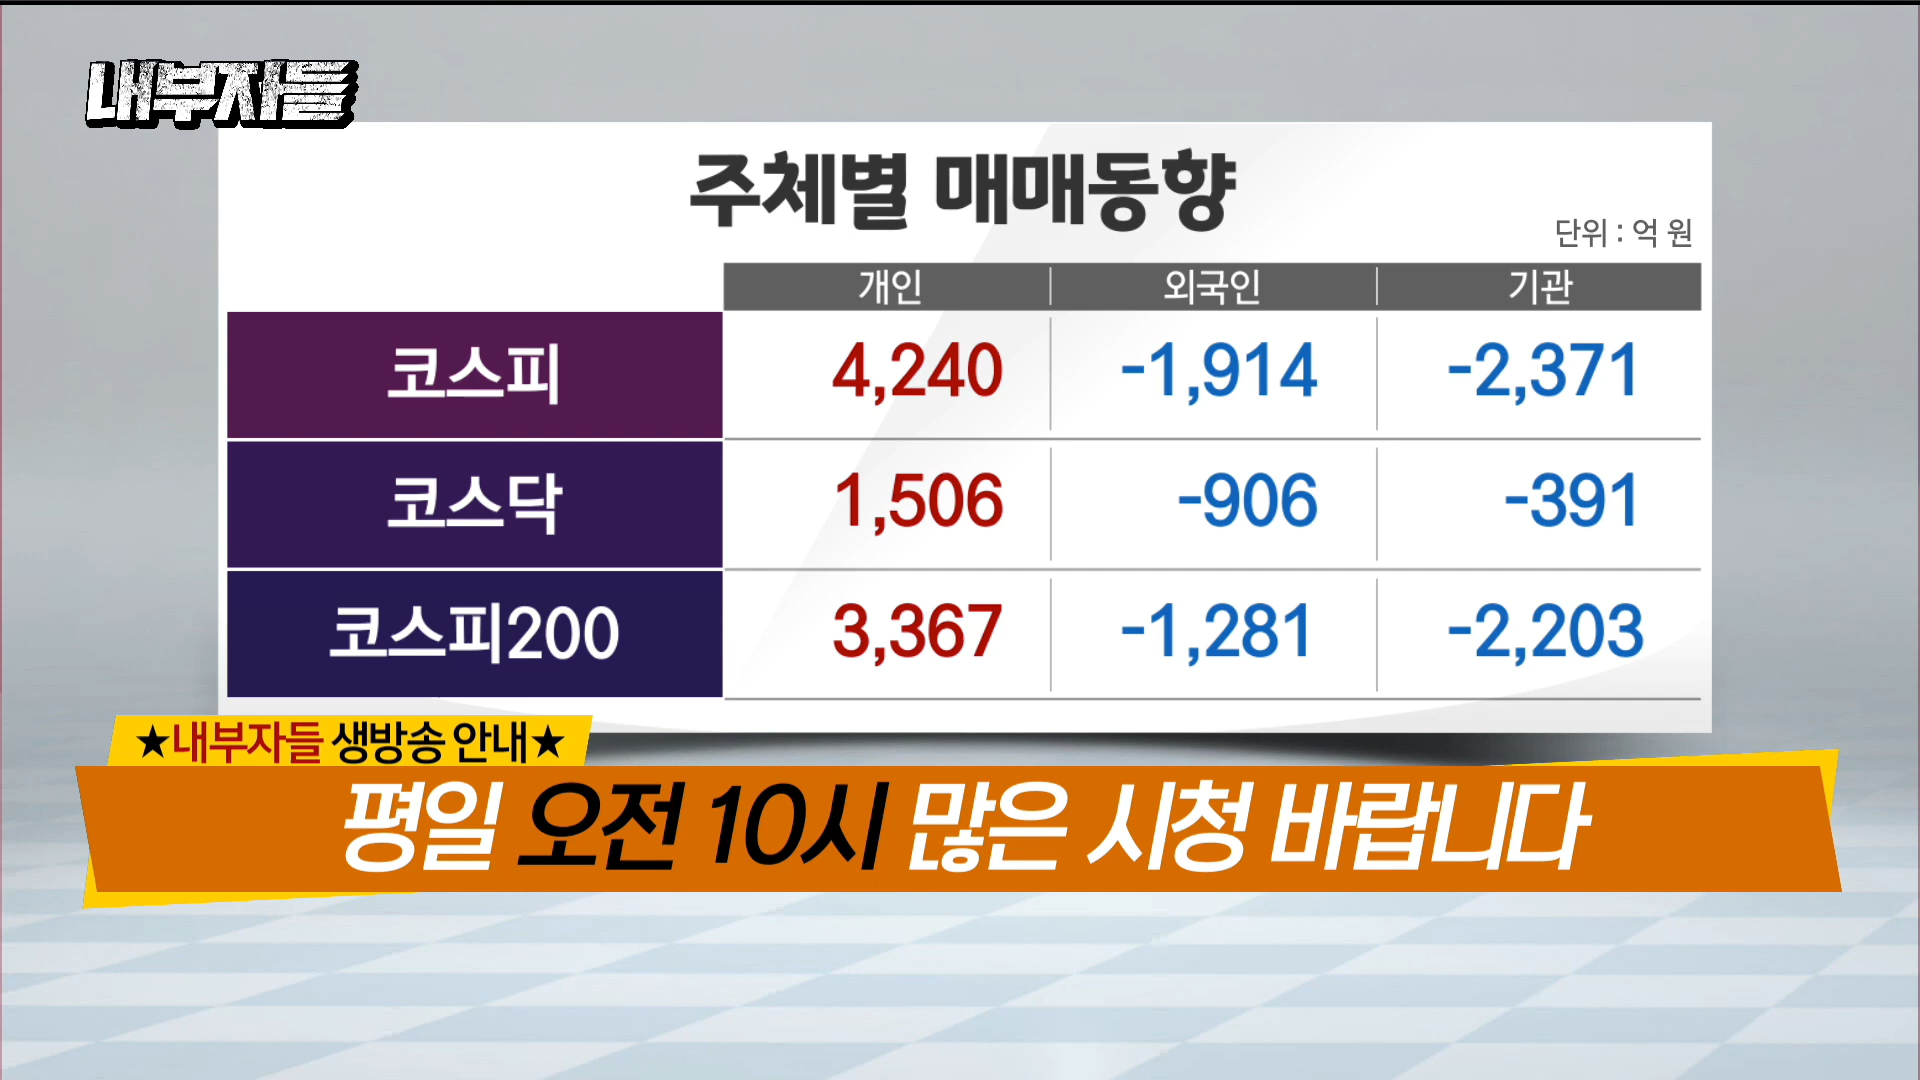 내부자들
주체별 매매동향
단위 : 억 원
개인 외국인 기관
코스피 4,240 -1,914 -2,371
코스닥 1,506 -906 -391
코스피200 3,367 -1,281 -2,203
★내부자들 생방송 안내★
평일 오전 10시 많은 시청 바랍니다